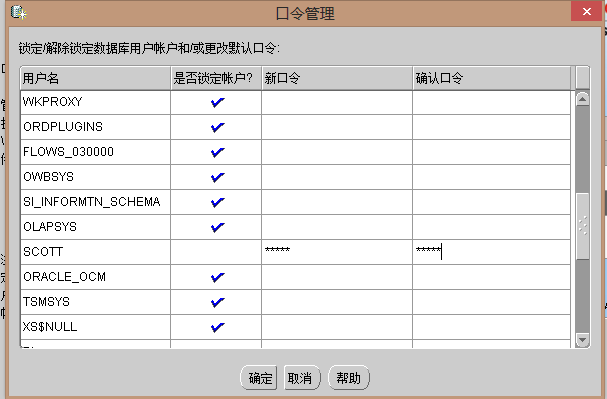 口令管理
锁定/解除锁定数据库用户帐户和/或更改默认口令:
用户名 是否锁定帐户? 新口令 确认口令
WKPROXY
ORDPLUGINS
FLOWS_030000
OWBSYS
SI_INFORMTN_SCHEMA
OLAPSYS
SCOTT ***** *****
ORACLE_OCM
TSMSYS
XS$NULL
确定 取消 帮助